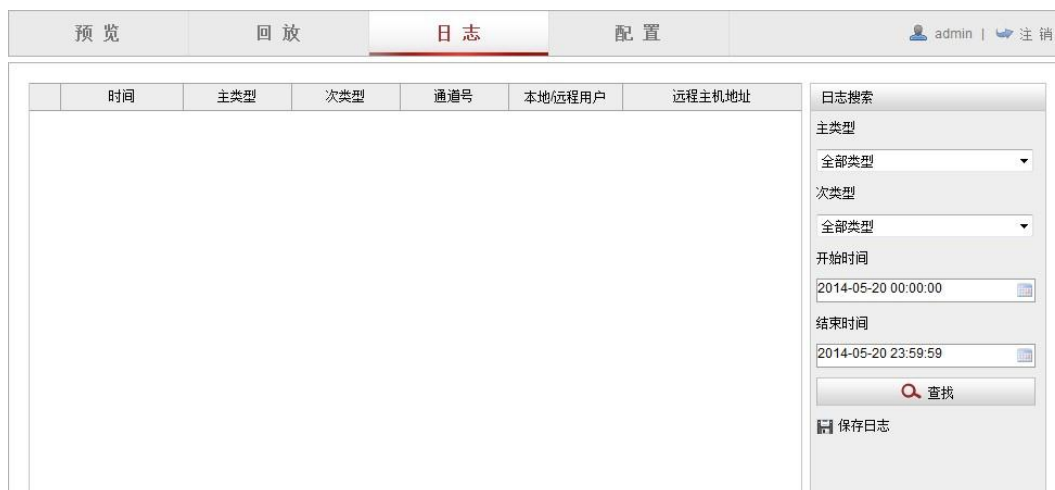 预 览 回 放 日 志 配 置 admin | 注 销
时间 主类型 次类型 通道号 本地/远程用户 远程主机地址
日志搜索
主类型
全部类型
次类型
全部类型
开始时间
2014-05-20 00:00:00
结束时间
2014-05-20 23:59:59
查找
保存日志